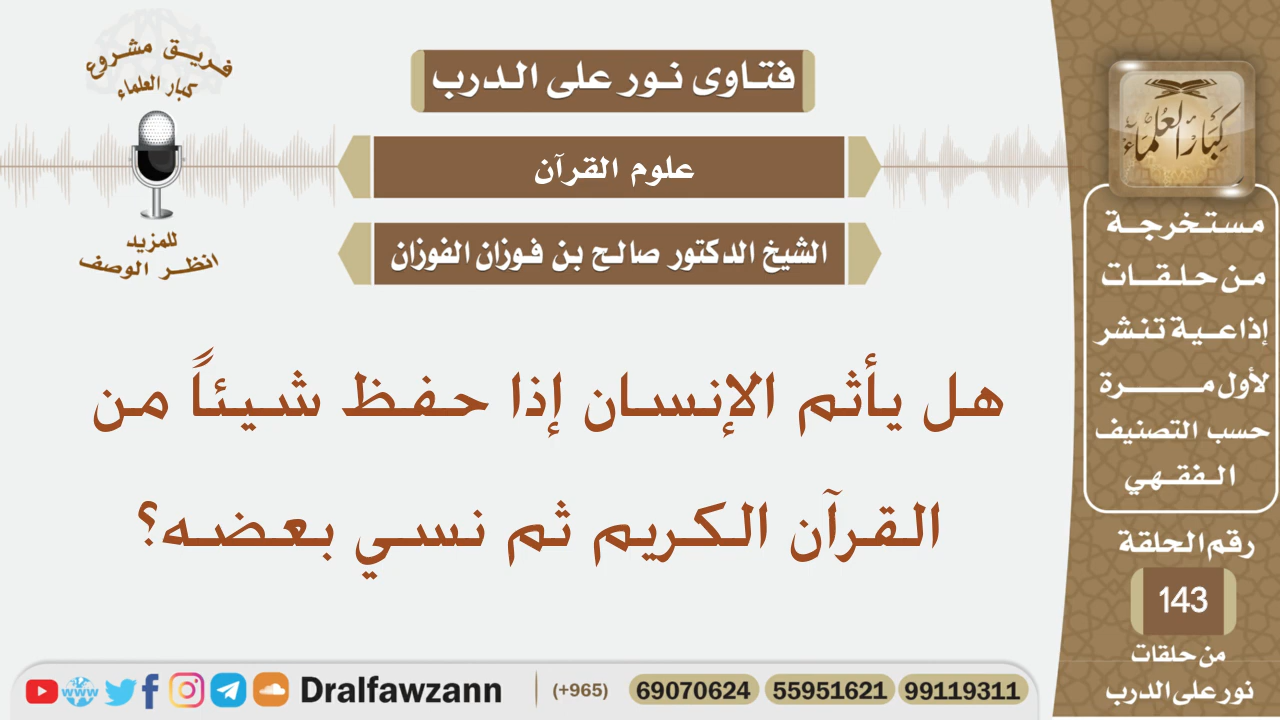 فريق مشروع
كبار العلماء
للمزيد
انظر الوصف
فتاوى نور على الدرب
علوم القرآن
الشيخ الدكتور صالح بن فوزان الفوزان
هل يأثم الإنسان إذا حفظ شيئاً من
القرآن الكريم ثم نسي بعضه؟
كبار العلماء
مستخرجة
من حلقات
إذاعية تنشر
لأول مرة
حسب التصنيف
الفقهي
رقم الحلقة
143
من حلقات
نور على الدرب
www Dralfawzann (+965) 69070624 55951621 99119311